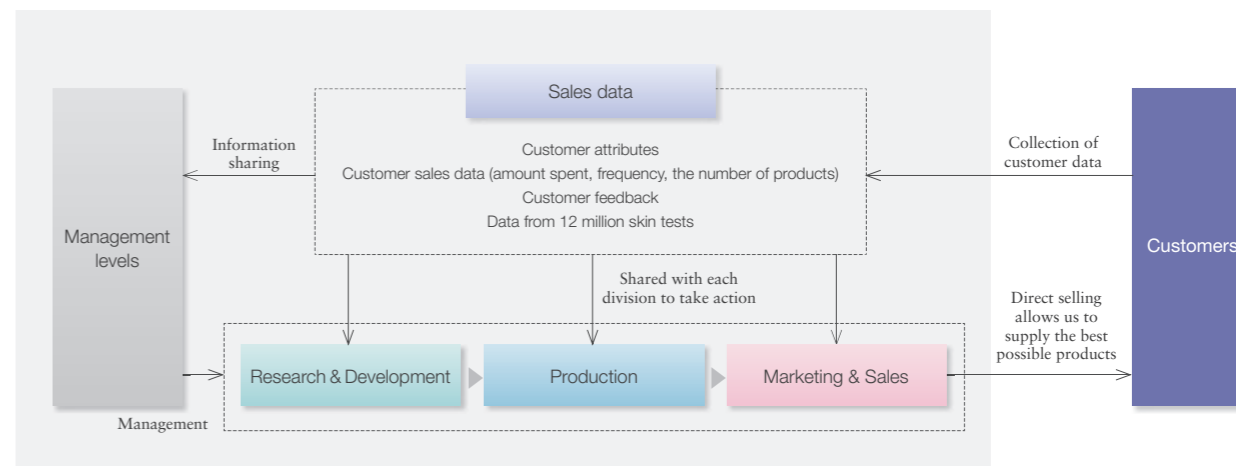 Sales data
Information
sharing
Customer attributes
Customer sales data (amount spent, frequency, the number of products)
Customer feedback
Data from 12 million skin tests
Collection of
customer data
Management
levels
Customers
Shared with each
division to take action
Direct selling
allows us to
supply the best
possible products
Research & Development
Production
Marketing & Sales
Management